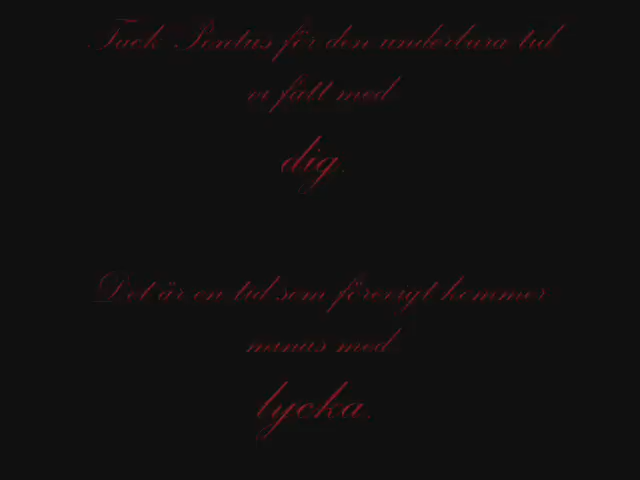 Tack Pontus för den underbara tid
vi fått med
dig.
Det är en tid som förevigt kommer
minnas med
lycka.